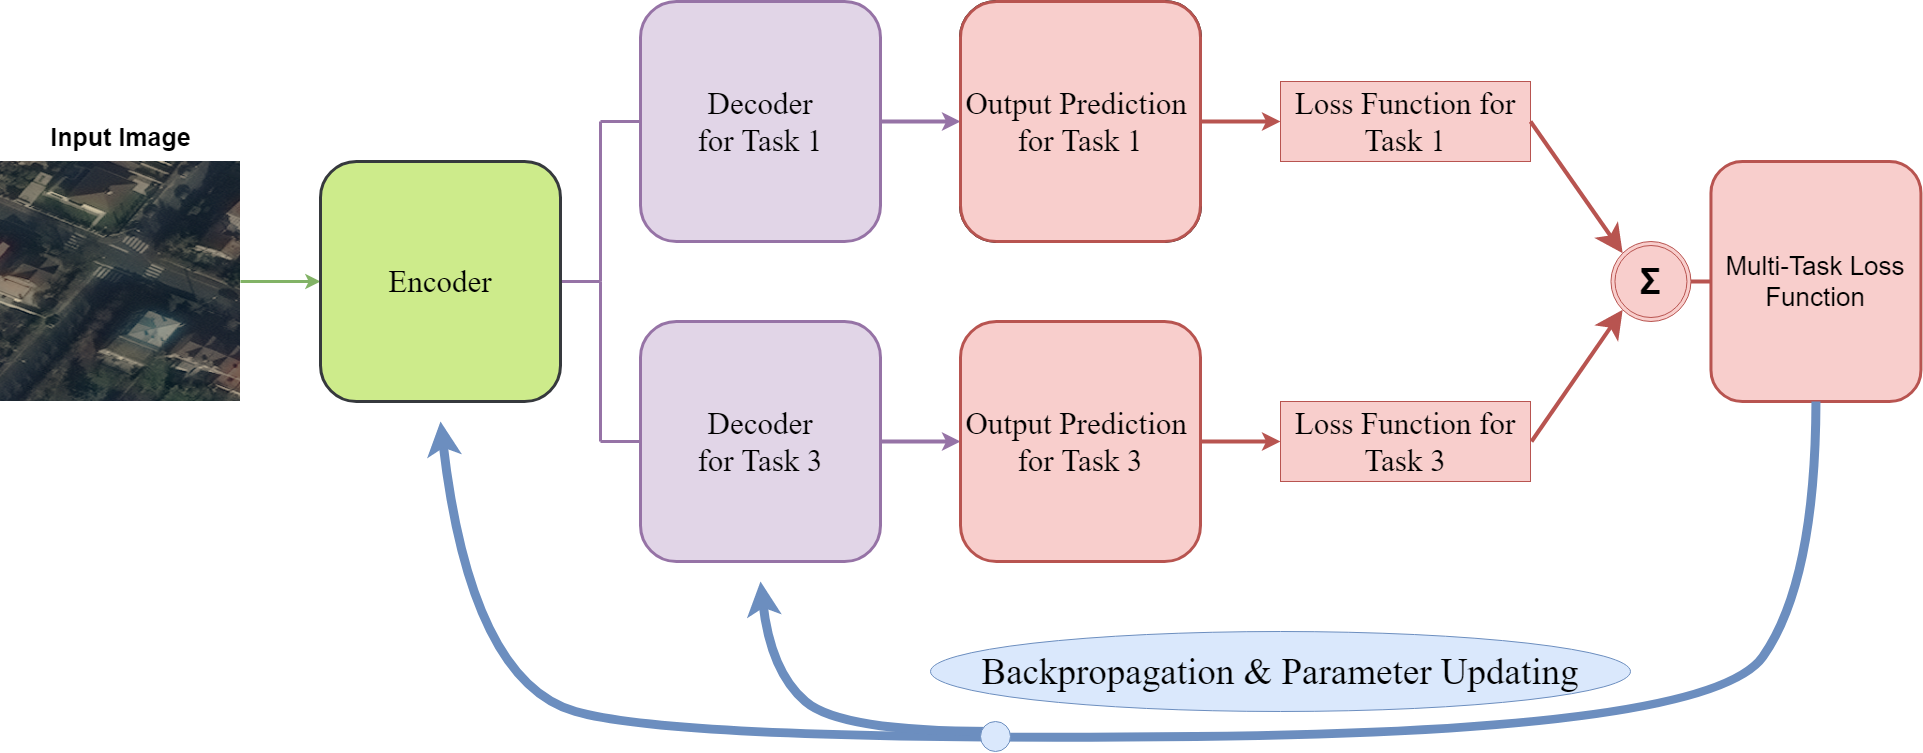 Input Image
Encoder
Decoder
for Task 1
Output Prediction
for Task 1
Loss Function for
Task 1
Decoder
for Task 3
Output Prediction
for Task 3
Loss Function for
Task 3
Σ
Multi-Task Loss
Function
Backpropagation & Parameter Updating